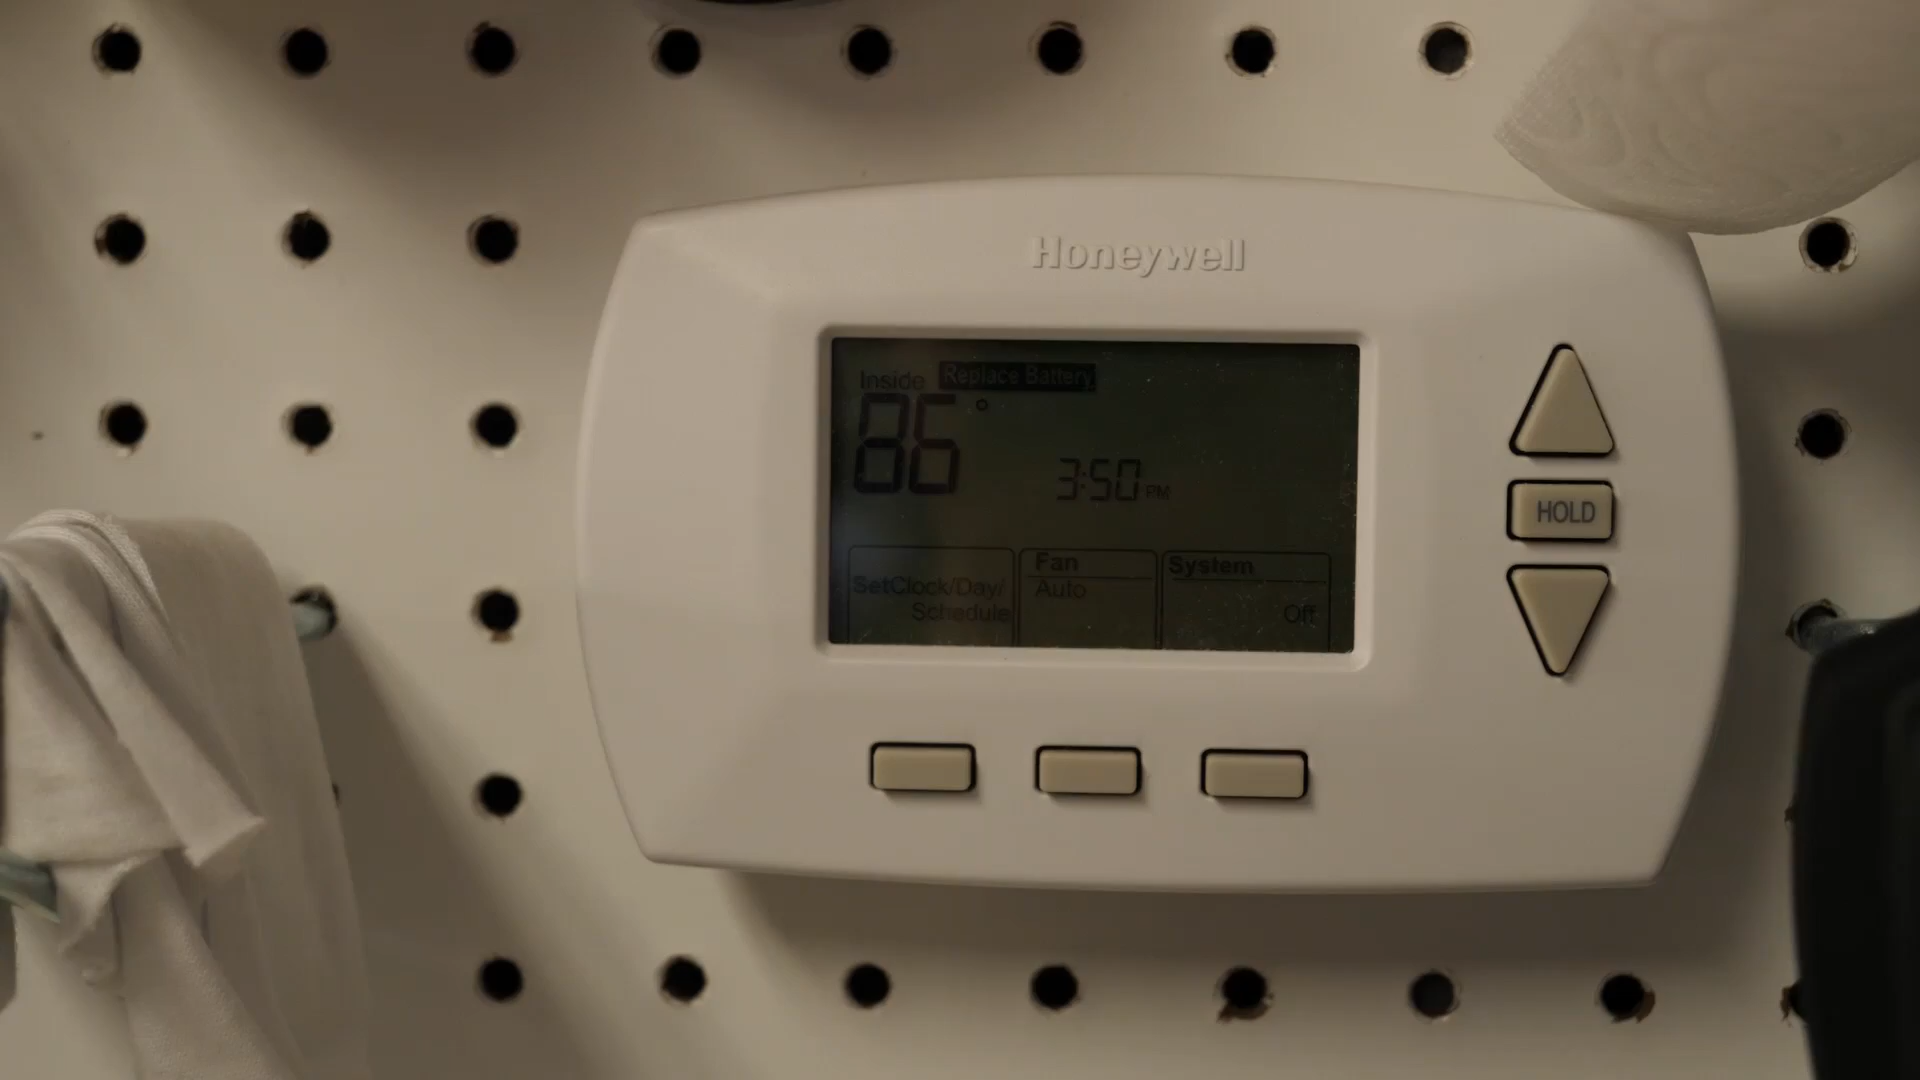 Honeywell
Inside Replace Battery
86°
3:50 PM
Fan
System
SetClock/Day/
Schedule
Auto
Off
HOLD